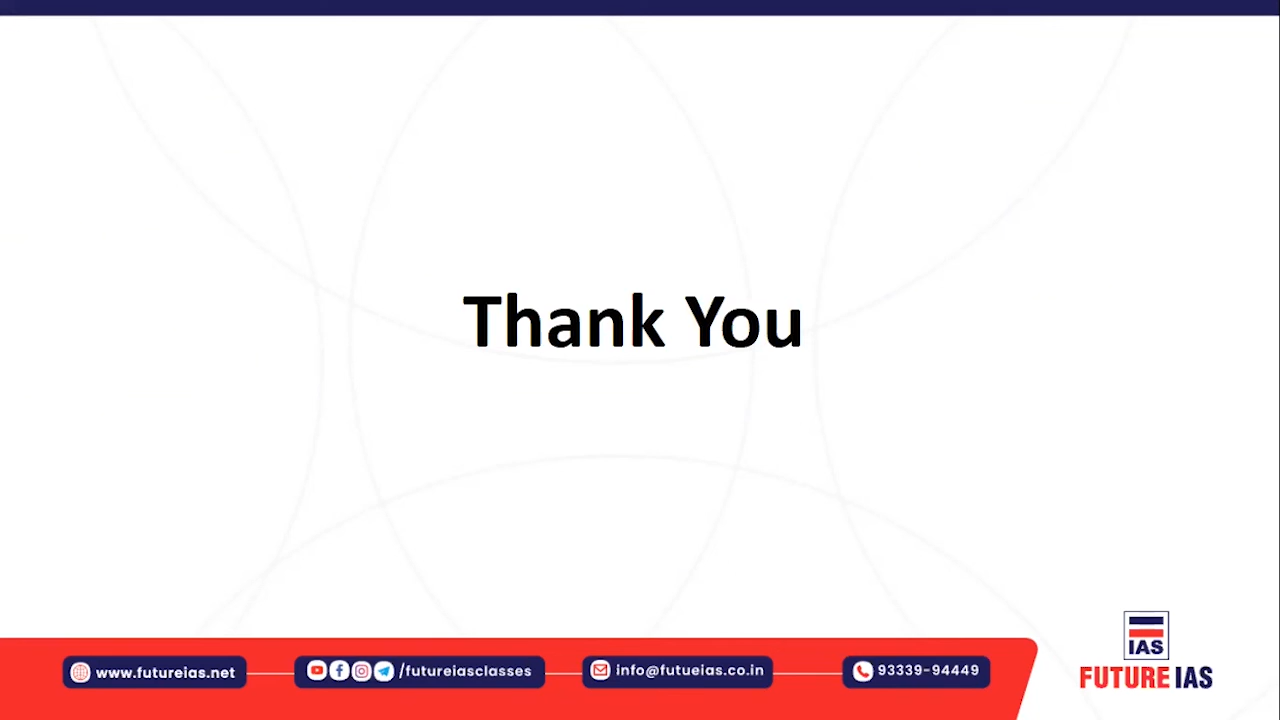 Thank You
www.futureias.net
/futureiasclasses
info@futueias.co.in
93339-94449
IAS
FUTURE IAS